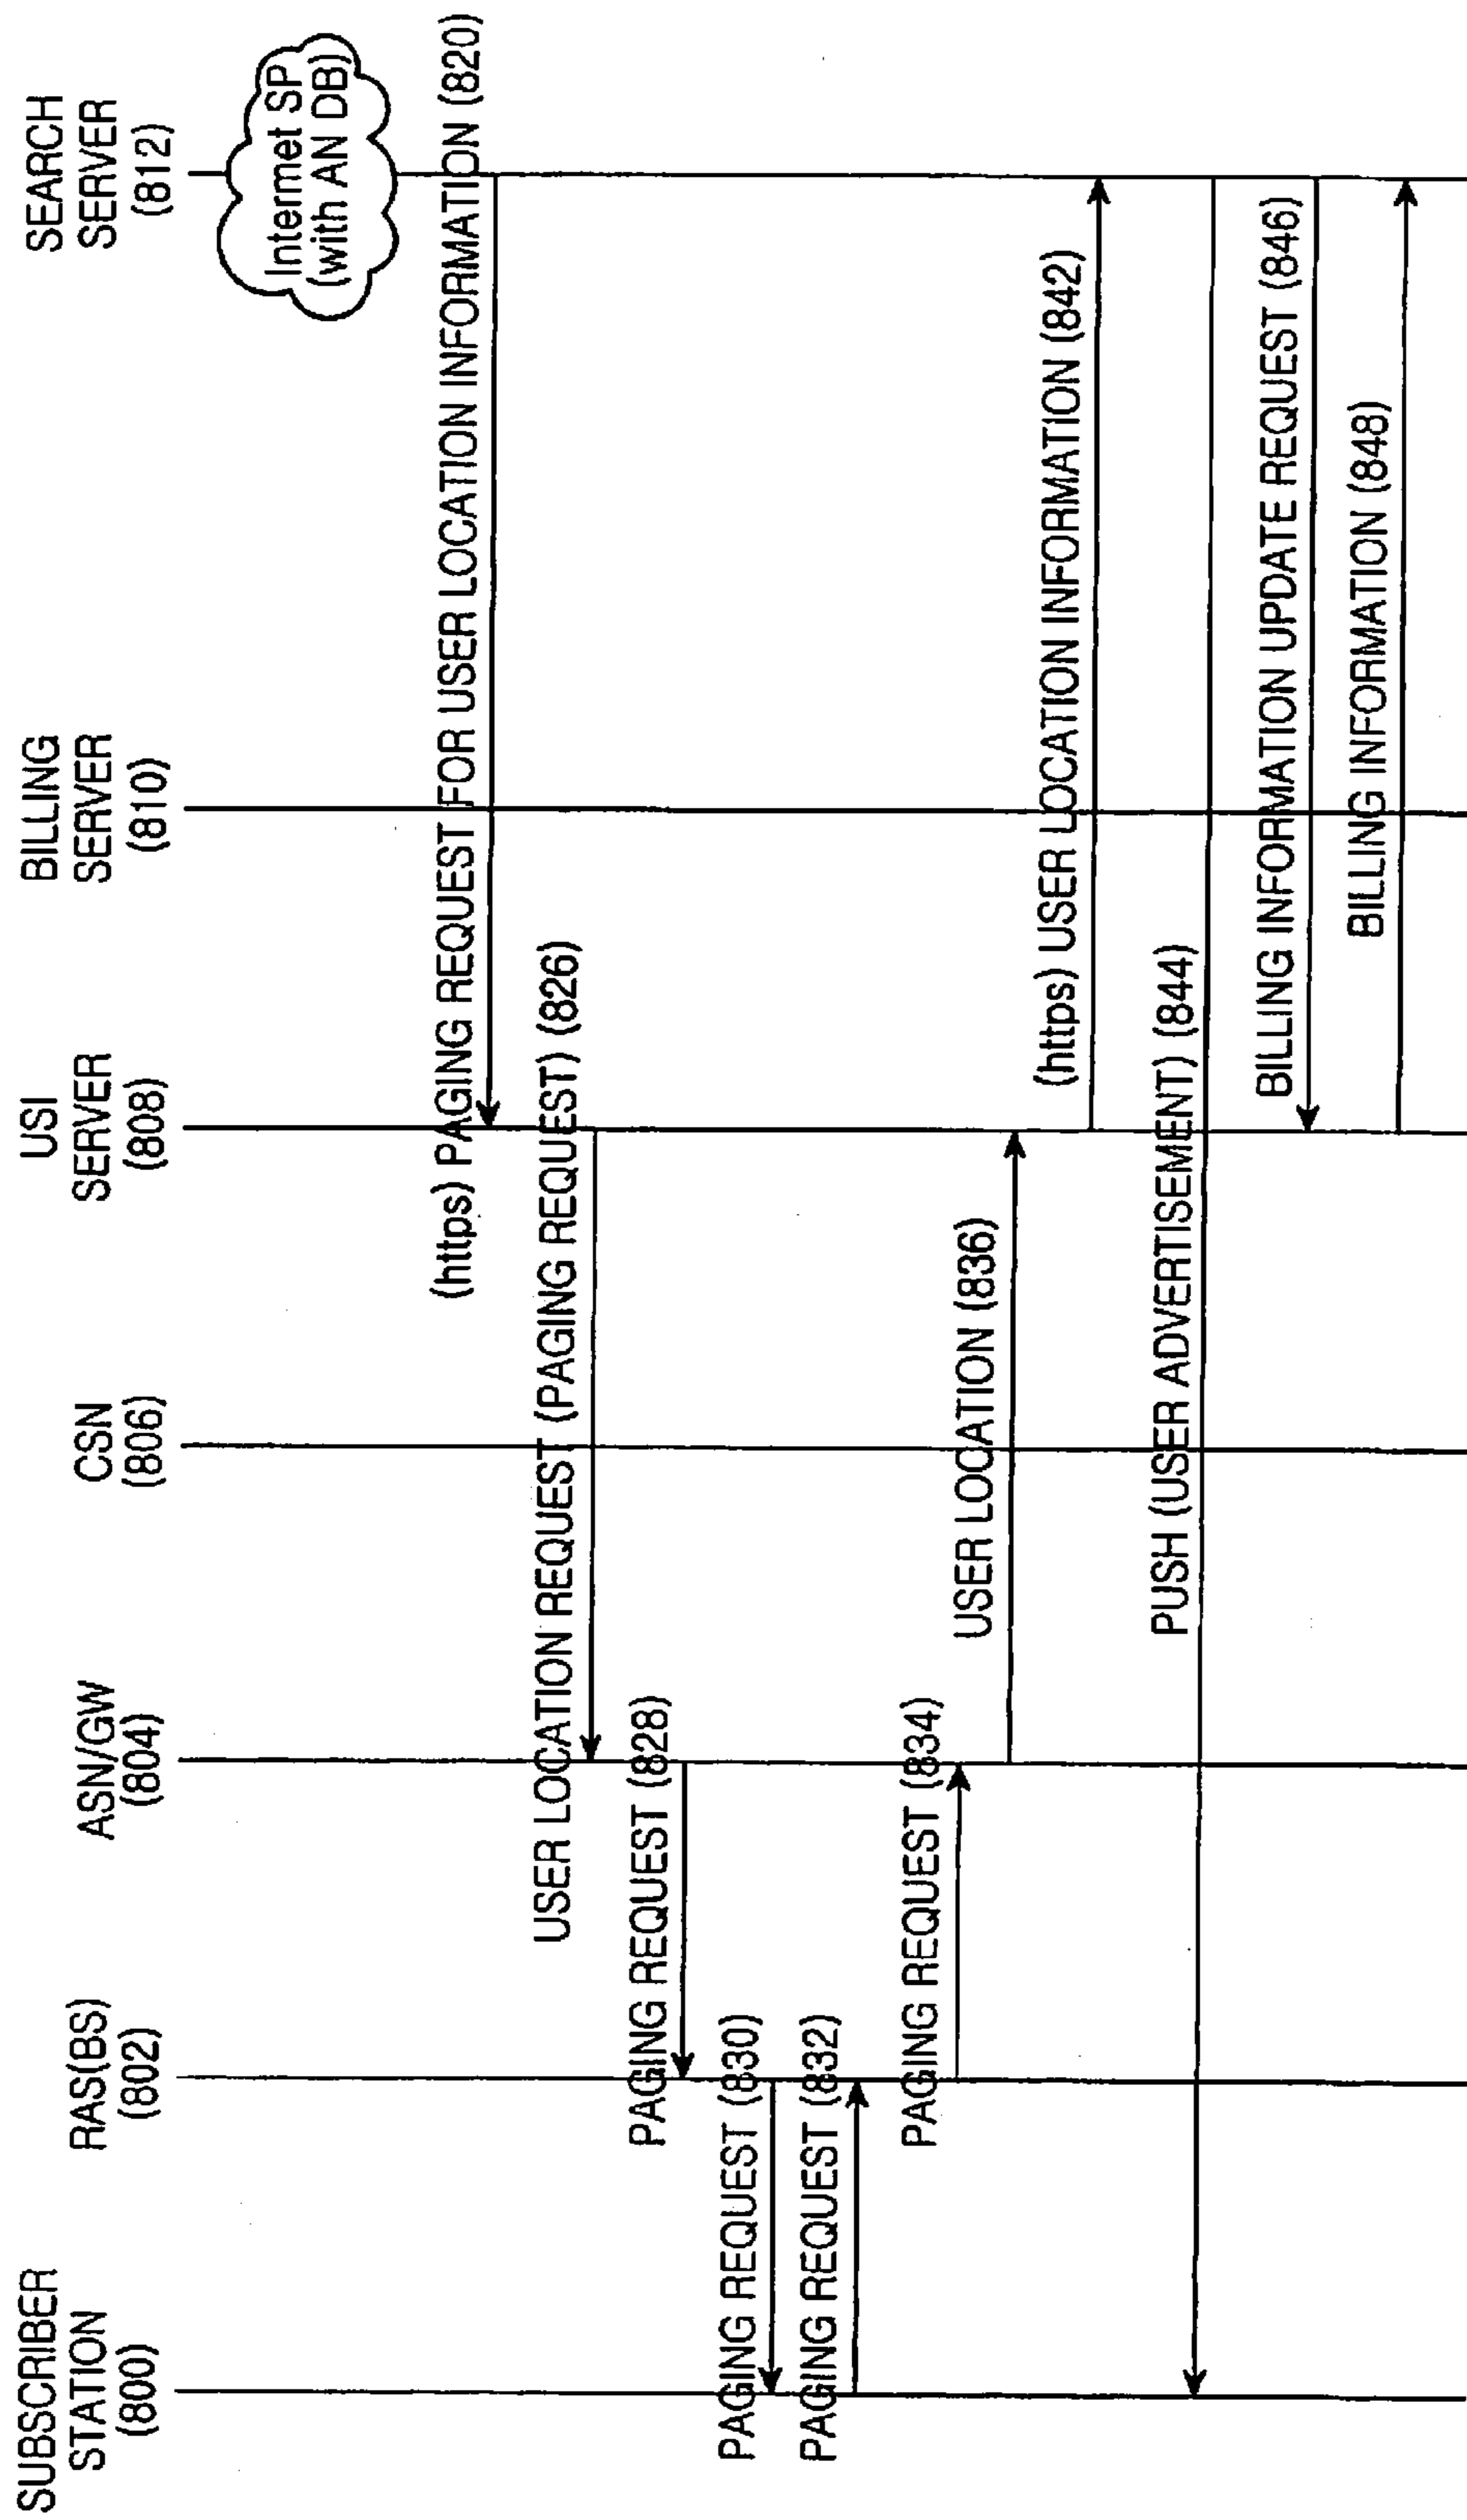 SUBSCRIBER
STATION
(800)
RAS(BS)
(802)
ASN/GW
(804)
CSN
(806)
USI
SERVER
(808)
BILLING
SERVER
(810)
SEARCH
SERVER
(812)
Internet SP
(with AN DB)
(https) PAGING REQUEST FOR USER LOCATION INFORMATION (820)
USER LOCATION REQUEST (PAGING REQUEST) (826)
PAGING REQUEST (828)
PAGING REQUEST (830)
PAGING REQUEST (832)
PAGING REQUEST (834)
USER LOCATION (836)
(https) USER LOCATION INFORMATION (842)
PUSH (USER ADVERTISEMENT) (844)
BILLING INFORMATION UPDATE REQUEST (846)
BILLING INFORMATION (848)